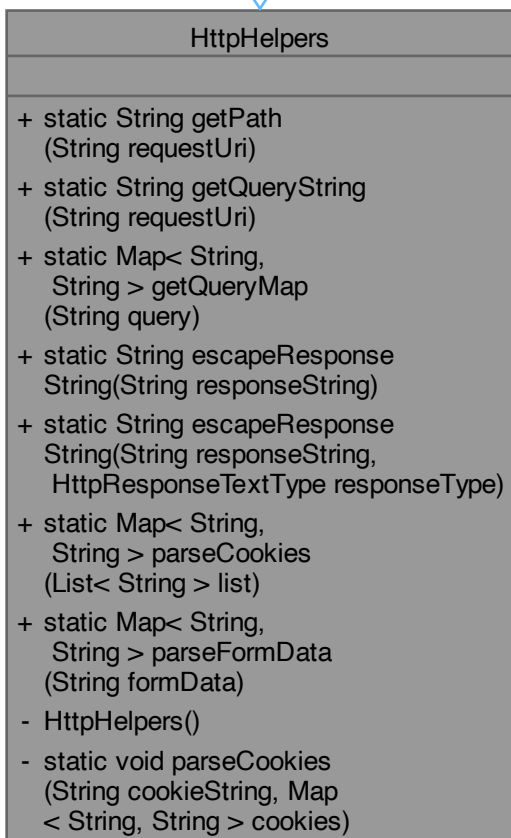 HttpHelpers
+ static String getPath
(String requestUri)
+ static String getQueryString
(String requestUri)
+ static Map< String,
String > getQueryMap
(String query)
+ static String escapeResponse
String(String responseString)
+ static String escapeResponse
String(String responseString,
HttpResponseTextType responseType)
+ static Map< String,
String > parseCookies
(List< String > list)
+ static Map< String,
String > parseFormData
(String formData)
- HttpHelpers()
- static void parseCookies
(String cookieString, Map
< String, String > cookies)